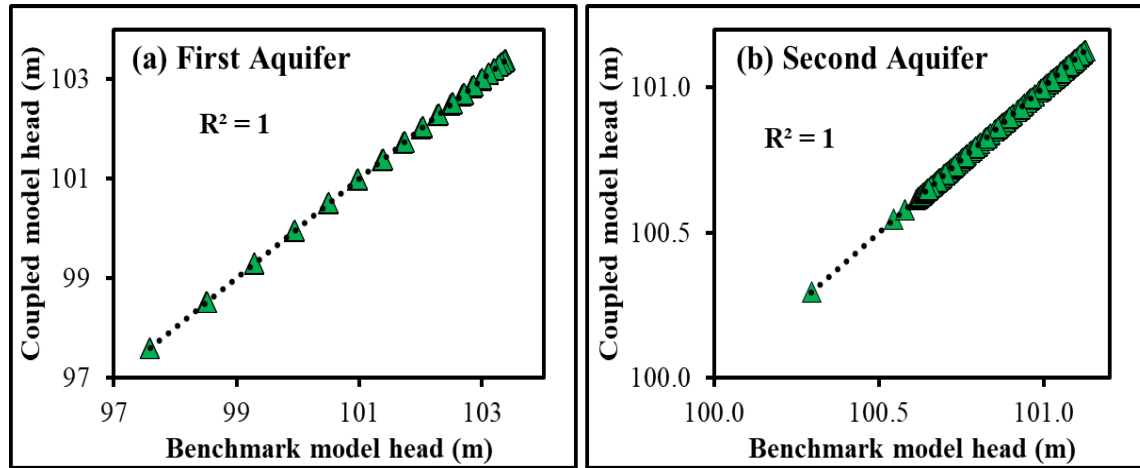 (a) First Aquifer
R² = 1
Coupled model head (m)
103
101
99
97
97 99 101 103
Benchmark model head (m)
(b) Second Aquifer
R² = 1
Coupled model head (m)
101.0
100.5
100.0
100.0 100.5 101.0
Benchmark model head (m)